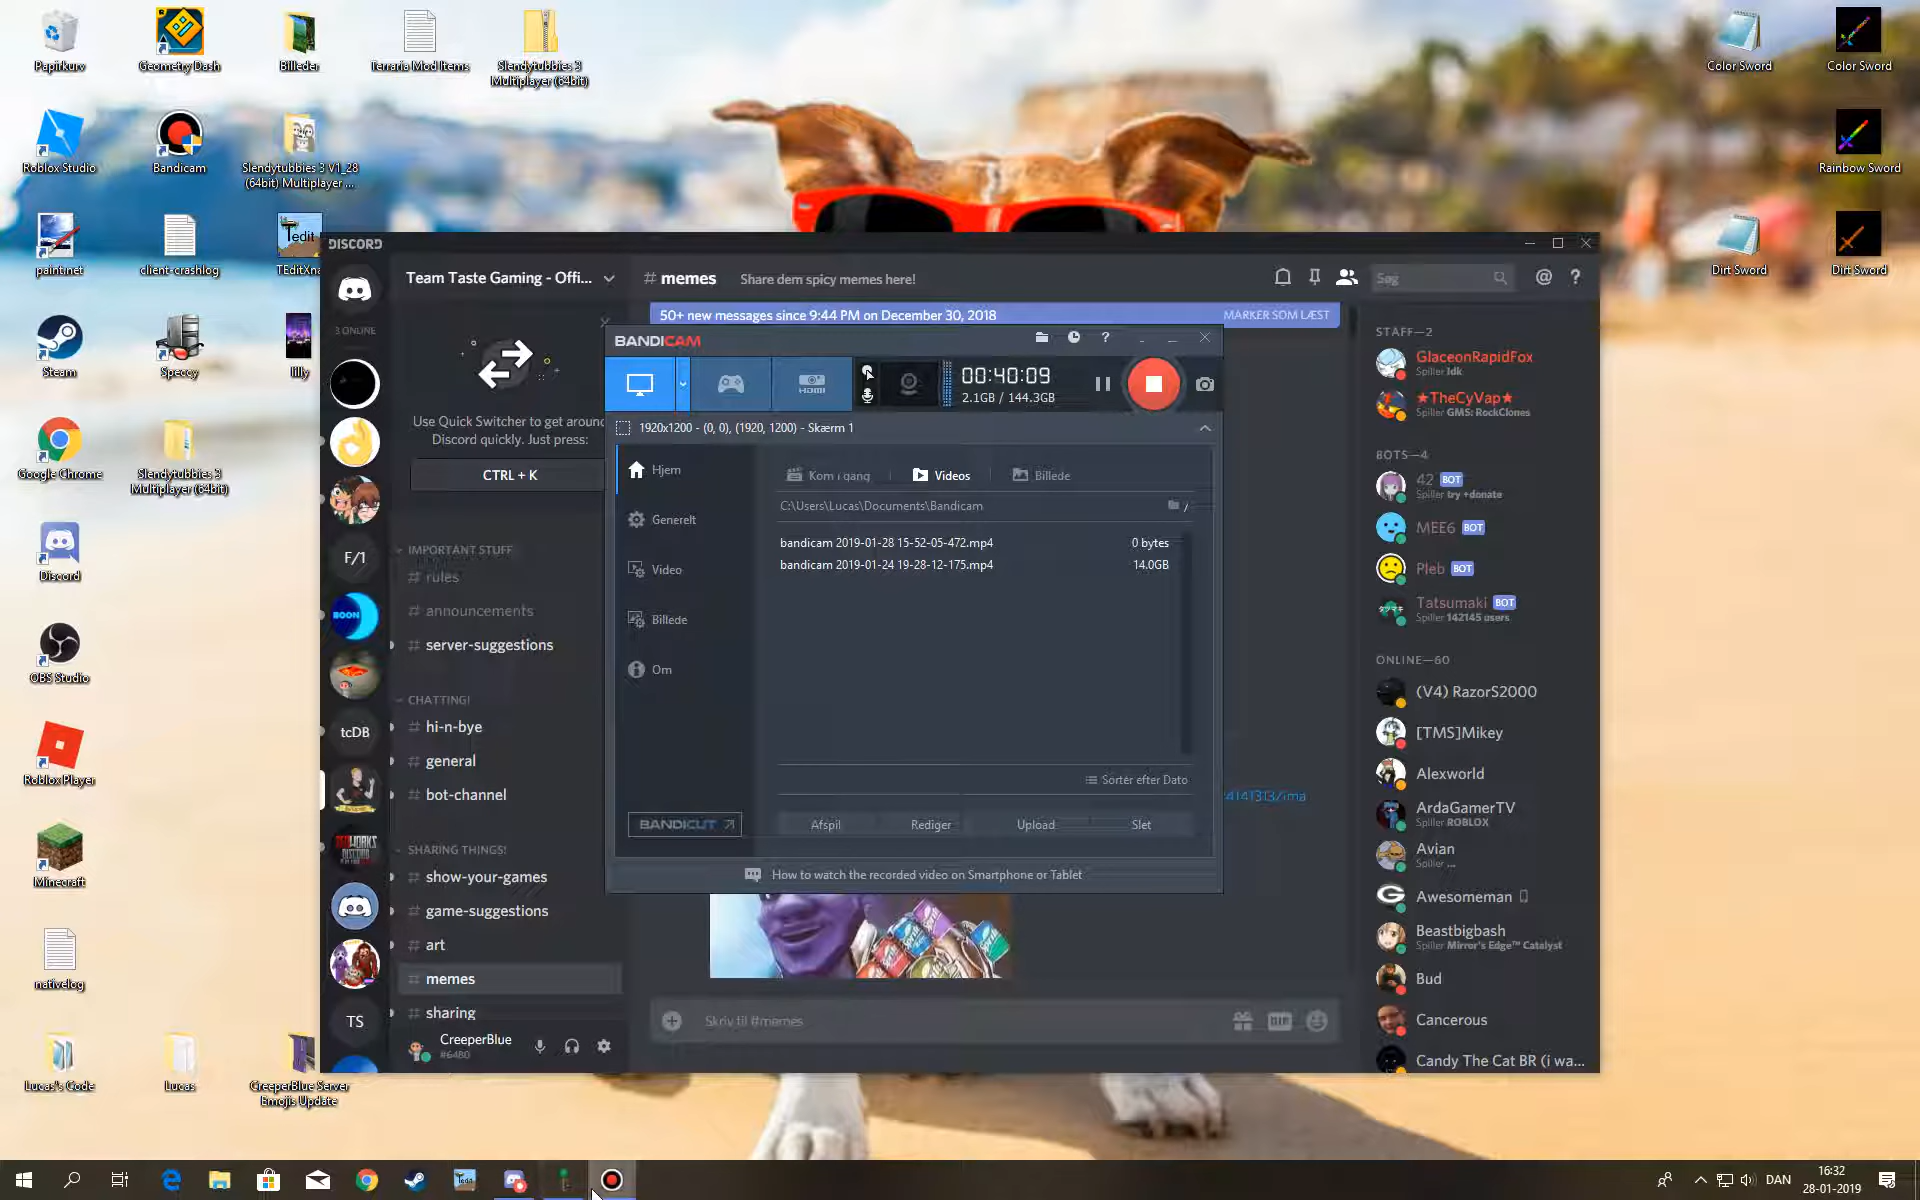 Papirkurv
Geometry Dash
Billeder
Terraria Mod Items
Slendytubbies 3
Multiplayer (64bit)
Color Sword
Color Sword
Roblox Studio
Bandicam
Slendytubbies 3 V1_28
(64bit) Multiplayer ...
Rainbow Sword
paint.net
client-crashlog
Tedit
TEditXna
Dirt Sword
Dirt Sword
Steam
Speccy
lilly
Google Chrome
Slendytubbies 3
Multiplayer (64bit)
Discord
OBS Studio
Roblox Player
Minecraft
nativelog
Lucas's Code
Lucas
CreeperBlue Server
Emojis Update
DISCORD
Team Taste Gaming - Offi...
# memes
Share dem spicy memes here!
Søg
50+ new messages since 9:44 PM on December 30, 2018
MARKER SOM LÆST
3 ONLINE
F/1
BOON
tcDB
TS
Use Quick Switcher to get around
Discord quickly. Just press:
CTRL + K
IMPORTANT STUFF
# rules
# announcements
# server-suggestions
CHATTING!
# hi-n-bye
# general
# bot-channel
SHARING THINGS!
# show-your-games
# game-suggestions
# art
# memes
# sharing
CreeperBlue
#6480
BANDICAM
HDMI
00:40:09
2.1GB / 144.3GB
1920x1200 - (0, 0), (1920, 1200) - Skærm 1
Hjem
Generelt
Video
Billede
Om
BANDICUT
Kom i gang
Videos
Billede
C:\Users\Lucas\Documents\Bandicam
bandicam 2019-01-28 15-52-05-472.mp4
0 bytes
bandicam 2019-01-24 19-28-12-175.mp4
14.0GB
Sortér efter Dato
Afspil
Rediger
Upload
Slet
How to watch the recorded video on Smartphone or Tablet
4141313/ima
Skriv til #memes
GIF
STAFF—2
GlaceonRapidFox
Spiller Idk
★TheCyVap★
Spiller GMS: RockClones
BOTS—4
42 BOT
Spiller try +donate
MEE6 BOT
Pleb BOT
Tatsumaki BOT
Spiller 142145 users
ONLINE—60
(V4) RazorS2000
[TMS]Mikey
Alexworld
ArdaGamerTV
Spiller ROBLOX
Avian
Spiller ...
Awesomeman
Beastbigbash
Spiller Mirror's Edge™ Catalyst
Bud
Cancerous
Candy The Cat BR (i wa...
DAN
16:32
28-01-2019